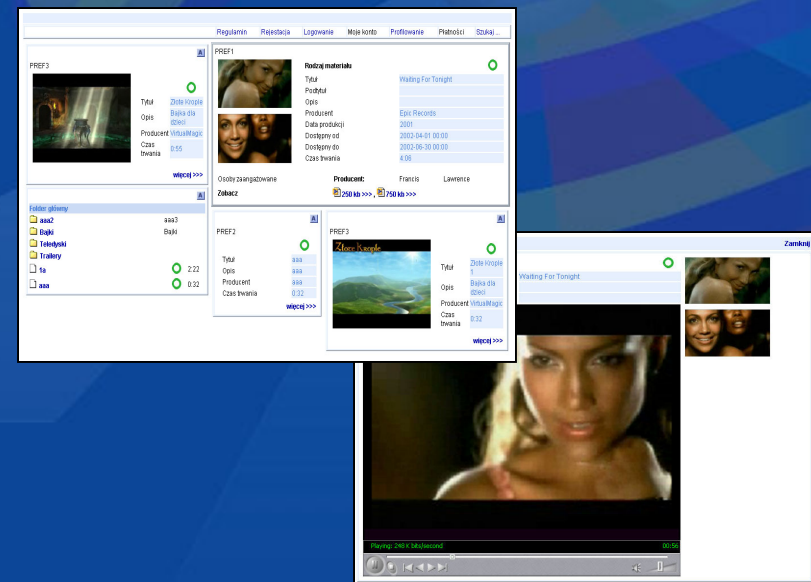 Regulamin Rejestacja Logowanie Moje konto Profilowanie Płatności Szukaj ...
A
PREF3
Tytuł Złote Krople
Opis Bajka dla dzieci
Producent VirtualMagic
Czas trwania 0:55
więcej >>>
PREF1
Rodzaj materiału
Tytuł Waiting For Tonight
Podtytuł
Opis
Producent Epic Records
Data produkcji 2001
Dostępny od 2002-04-01 00:00
Dostępny do 2002-06-30 00:00
Czas trwania 4:06
Osoby zaangażowane Producent: Francis Lawrence
Zobacz 250 kb >>> , 750 kb >>>
A
Folder główny
aaa2 aaa3
Bajki Bajki
Teledyski
Trailery
1a 2:22
aaa 0:32
A
PREF2
Tytuł aaa
Opis aaa
Producent aaa
Czas trwania 0:32
więcej >>>
A
PREF3
Złote Krople
Tytuł Złote Krople 1
Opis Bajka dla dzieci
Producent VirtualMagic
Czas trwania 0:32
więcej >>>
Zamknij
Waiting For Tonight
Playing: 248 K bits/second 00:56